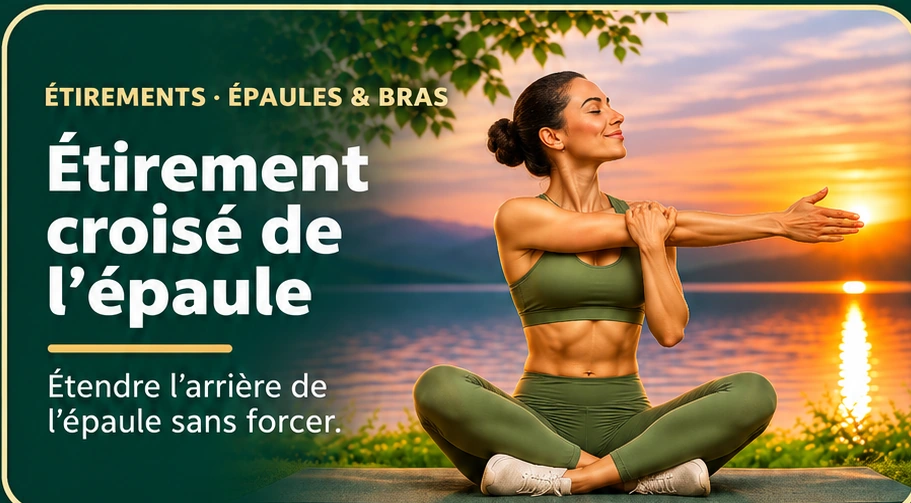 ÉTIREMENTS · ÉPAULES & BRAS
Étirement
croisé de
l’épaule
Étendre l’arrière de
l’épaule sans forcer.